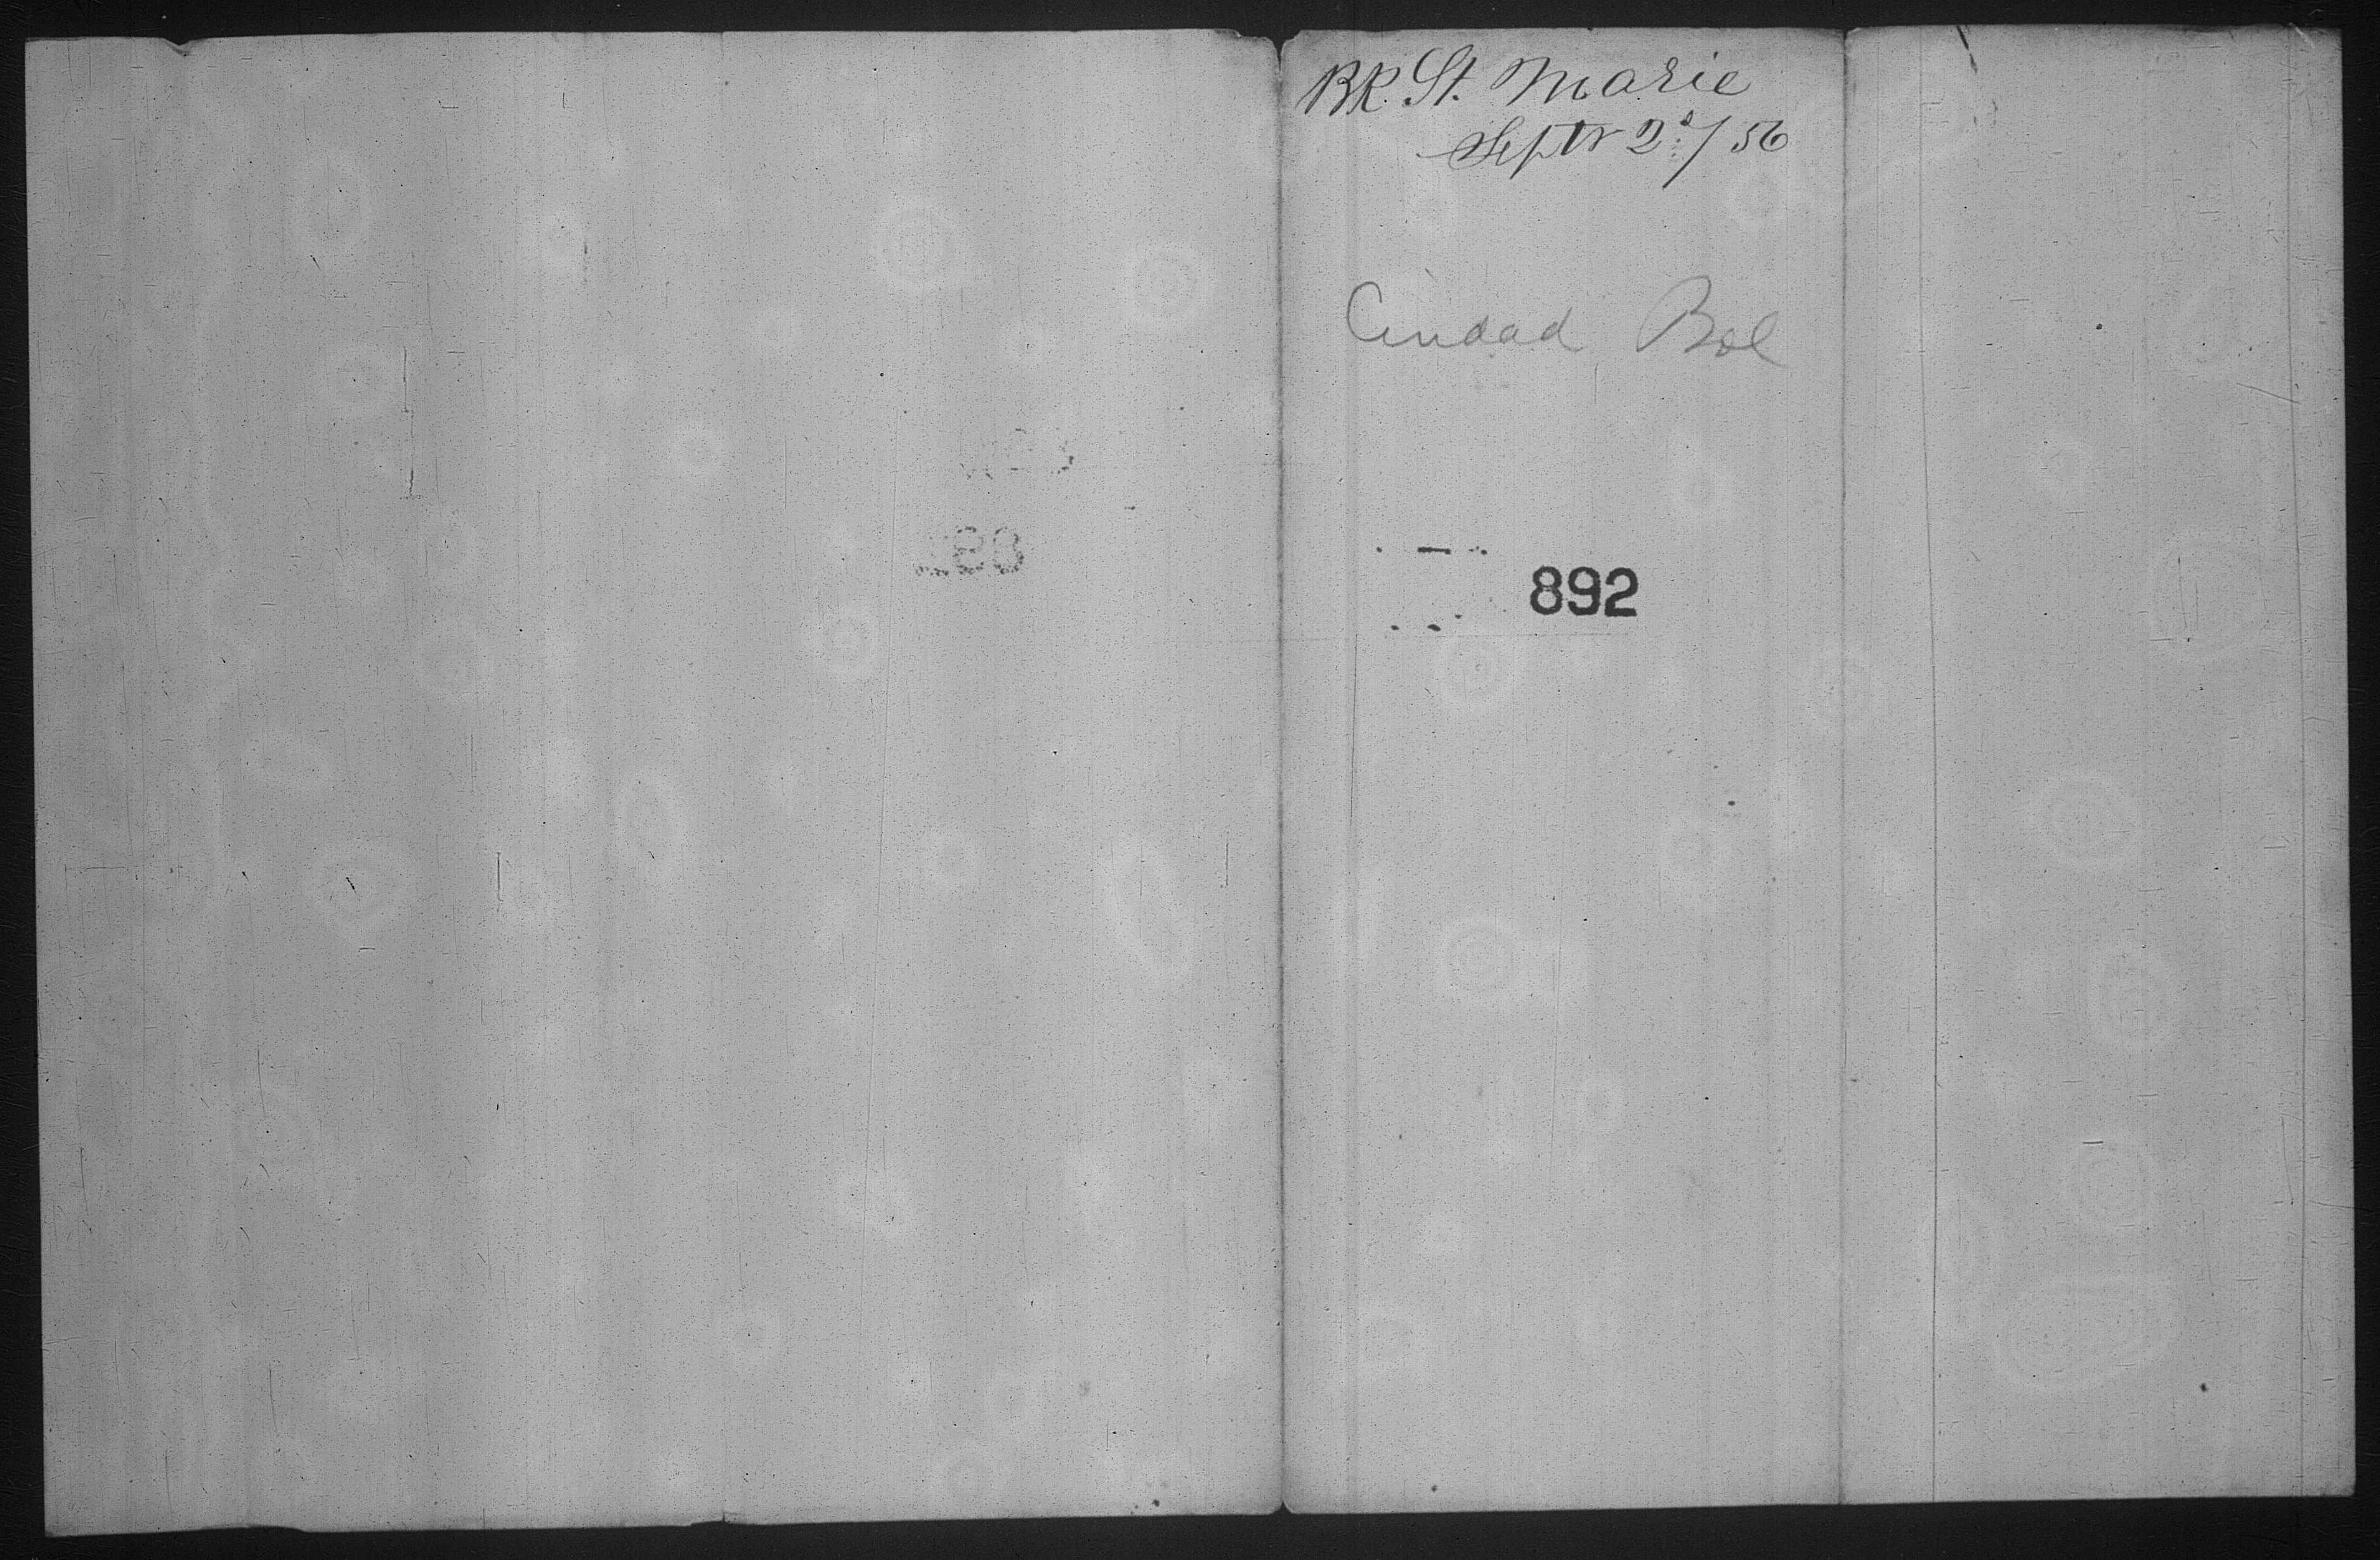 BK. St. Marie
Septr 2d/56
Ciudad Bol
892